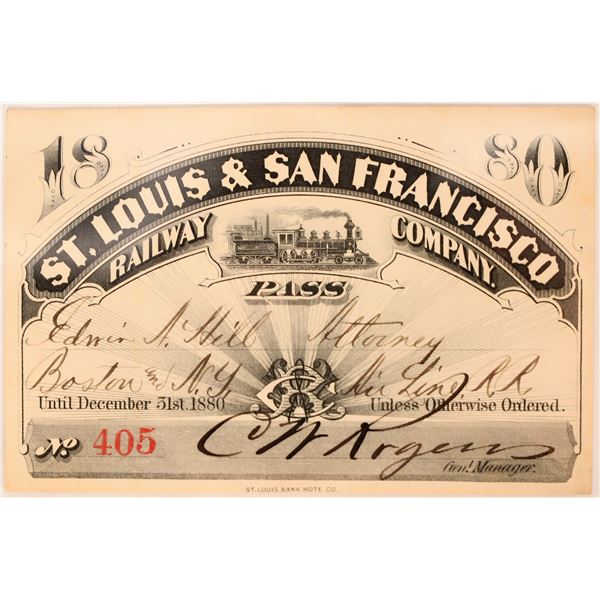 18 80
ST. LOUIS & SAN FRANCISCO
RAILWAY COMPANY.
PASS
Edwin N. Hill Attorney
Boston and N.Y. Air Line R.R.
Until December 31st. 1880 Unless Otherwise Ordered.
No. 405 C W Rogers
Genl. Manager.
ST. LOUIS BANK NOTE CO.